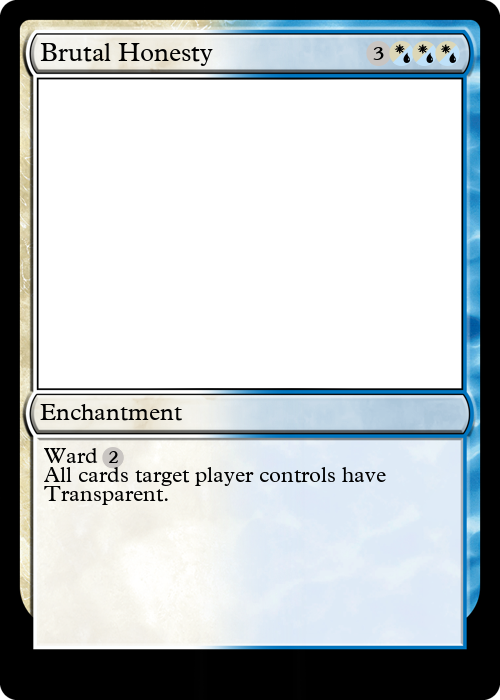 Brutal Honesty 3
Enchantment
Ward 2
All cards target player controls have
Transparent.